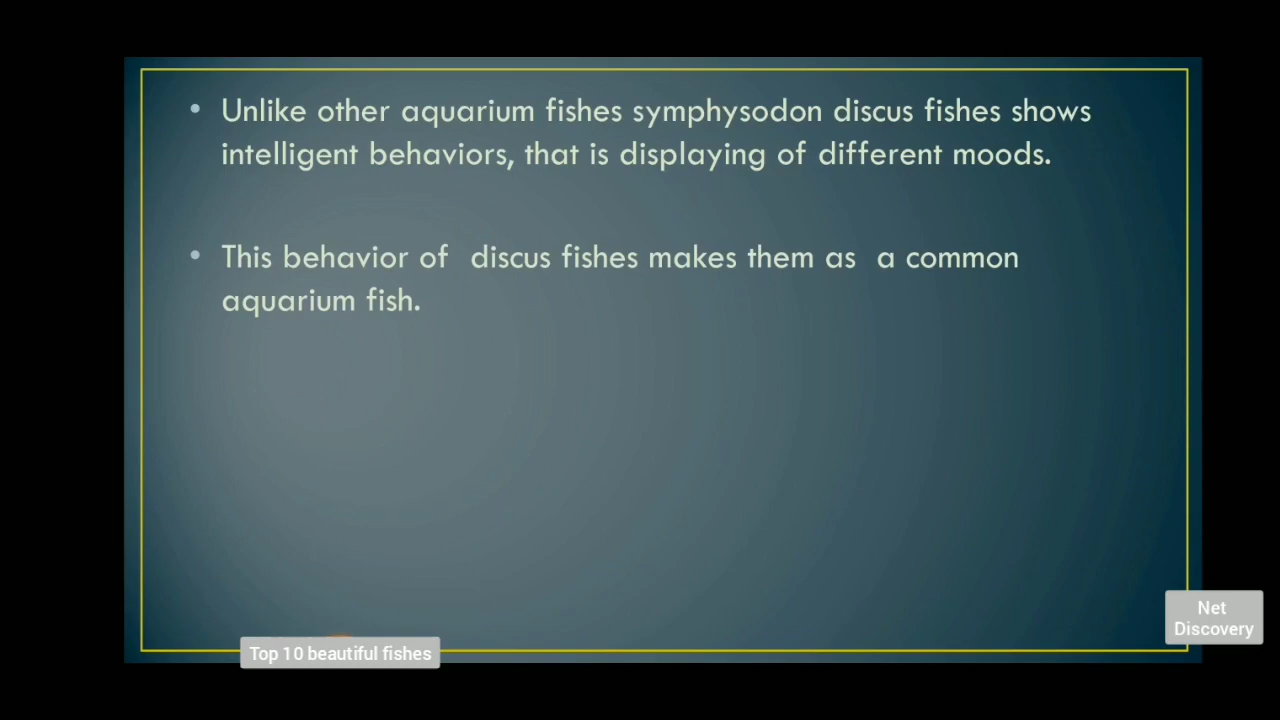 • Unlike other aquarium fishes symphysodon discus fishes shows
intelligent behaviors, that is displaying of different moods.
• This behavior of  discus fishes makes them as  a common
aquarium fish.
Net
Discovery
Top 10 beautiful fishes